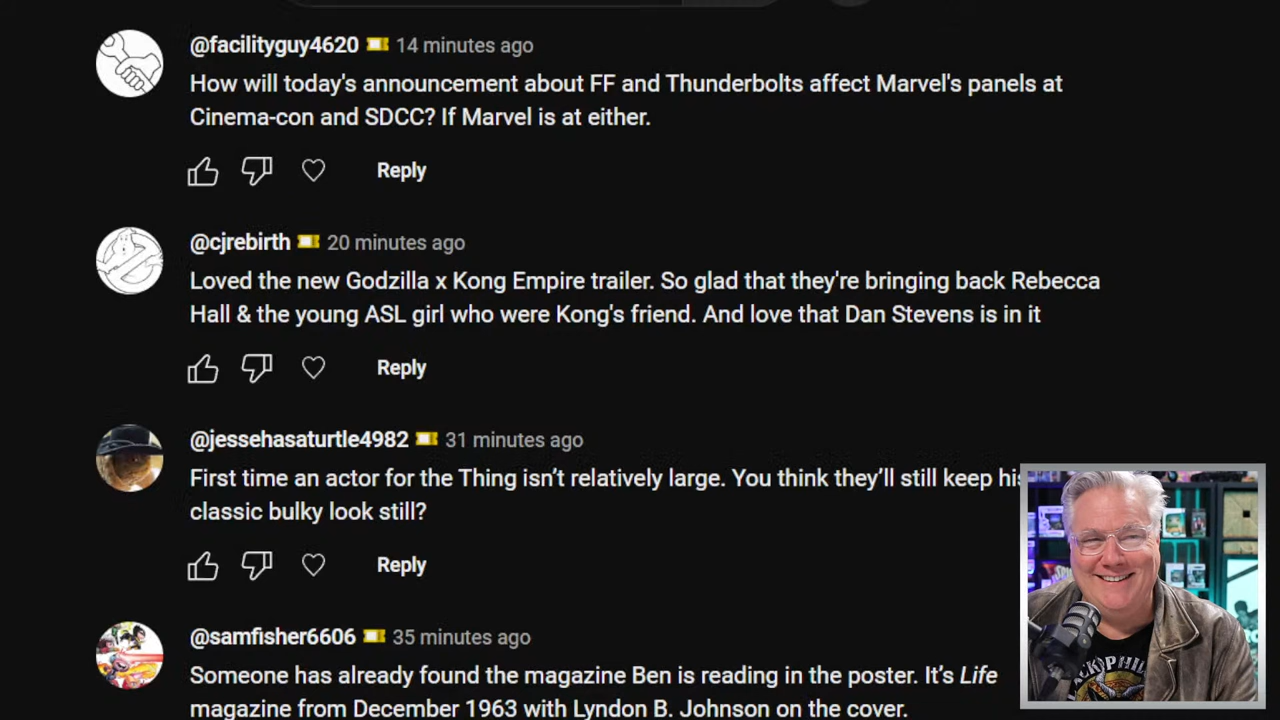 @facilityguy4620 14 minutes ago
How will today's announcement about FF and Thunderbolts affect Marvel's panels at
Cinema-con and SDCC? If Marvel is at either.
Reply
@cjrebirth 20 minutes ago
Loved the new Godzilla x Kong Empire trailer. So glad that they're bringing back Rebecca
Hall & the young ASL girl who were Kong's friend. And love that Dan Stevens is in it
Reply
@jessehasaturtle4982 31 minutes ago
First time an actor for the Thing isn’t relatively large. You think they’ll still keep his
classic bulky look still?
Reply
@samfisher6606 35 minutes ago
Someone has already found the magazine Ben is reading in the poster. It’s Life
magazine from December 1963 with Lyndon B. Johnson on the cover.